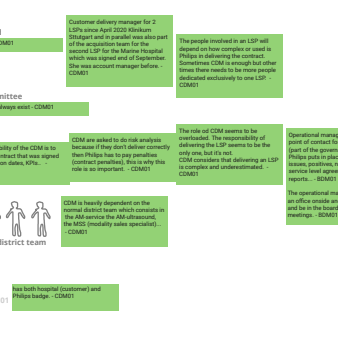 CDM01
Customer delivery manager for 2
LSPs since April 2020 Klinikum
Sttutgart and in parallel was also part
of the acquisition team for the
second LSP for the Marine Hospital
which was signed end of September.
She was account manager before. -
CDM01
The people involved in an LSP will
depend on how complex or used is
Philips in delivering the contract.
Sometimes CDM is enough but other
times there needs to be more people
dedicated exclusively to one LSP -
CDM01
mittee
always exist - CDM01
bility of the CDM is to
ontract that was signed
on dates, KPIs.. -
CDM are asked to do risk analysis
because if they don't deliver correctly
then Philips has to pay penalties
(contract penalties), this is why this
role is so important. - CDM01
The role od CDM seems to be
overloaded. The responsibility of
delivering the LSP seems to be the
only one, but it's not.
CDM considers that delivering an LSP
is complex and underestimated. -
CDM01
Operational manag
point of contact fo
(part of the govern
Philips puts in plac
issues, positives, n
service level agree
reports... - BDM01
The operational ma
an office onside an
and be in the board
meetings. - BDM01
CDM is heavily dependent on the
normal district team which consists in
the AM-service the AM-ultrasound,
the MSS (modality sales specialist)...
- CDM01
district team
has both hospital (customer) and
Philips badge. - CDM01
01